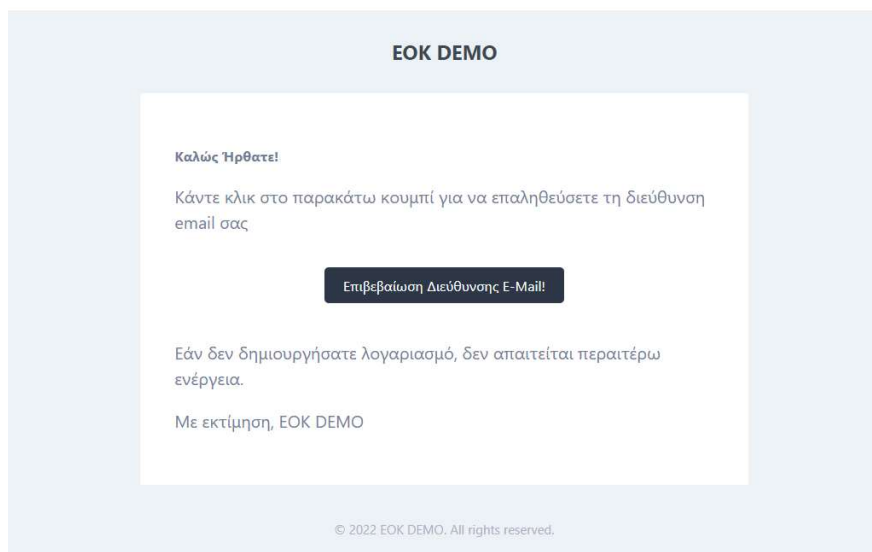 EOK DEMO
Καλώς Ήρθατε!
Κάντε κλικ στο παρακάτω κουμπί για να επαληθεύσετε τη διεύθυνση
email σας
Επιβεβαίωση Διεύθυνσης E-Mail!
Εάν δεν δημιουργήσατε λογαριασμό, δεν απαιτείται περαιτέρω
ενέργεια.
Με εκτίμηση, EOK DEMO
© 2022 EOK DEMO. All rights reserved.